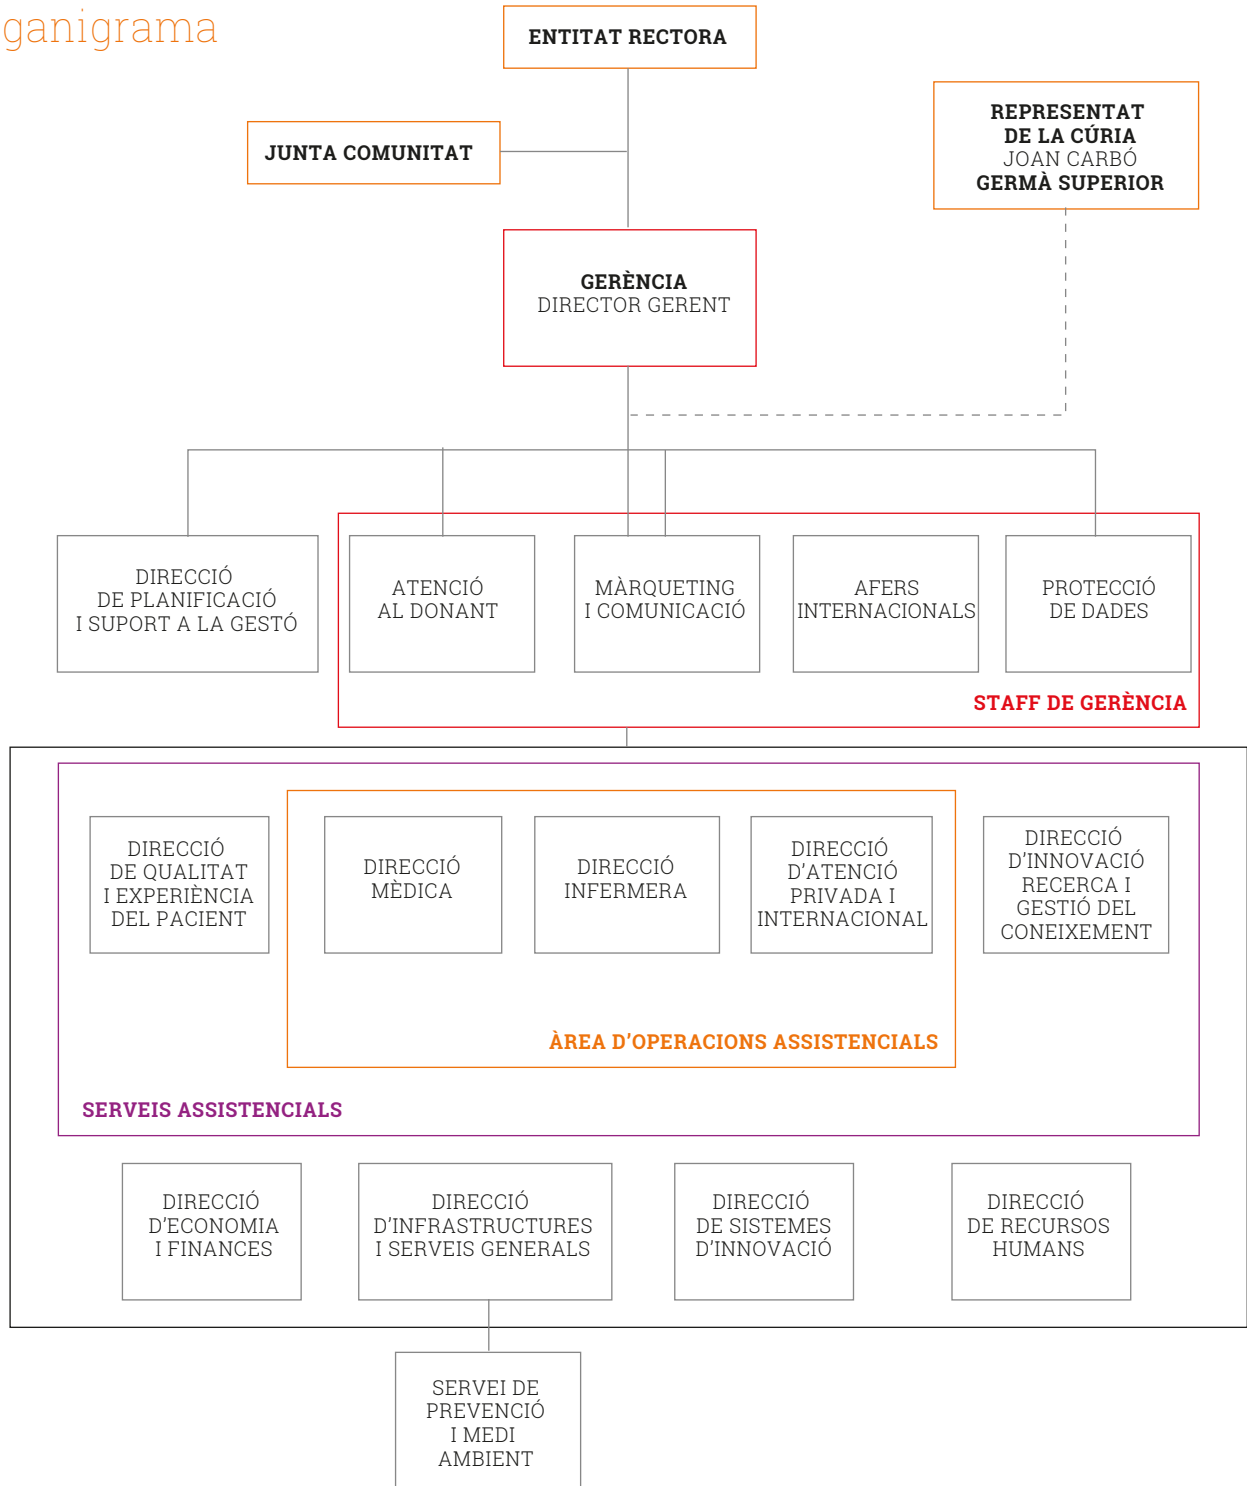 ganigrama
ENTITAT RECTORA
REPRESENTAT
DE LA CÚRIA
JOAN CARBÓ
GERMÀ SUPERIOR
JUNTA COMUNITAT
GERÈNCIA
DIRECTOR GERENT
DIRECCIÓ
DE PLANIFICACIÓ
I SUPORT A LA GESTÓ
ATENCIÓ
AL DONANT
MÀRQUETING
I COMUNICACIÓ
AFERS
INTERNACIONALS
PROTECCIÓ
DE DADES
STAFF DE GERÈNCIA
DIRECCIÓ
DE QUALITAT
I EXPERIÈNCIA
DEL PACIENT
DIRECCIÓ
MÈDICA
DIRECCIÓ
INFERMERA
DIRECCIÓ
D'ATENCIÓ
PRIVADA I
INTERNACIONAL
DIRECCIÓ
D'INNOVACIÓ
RECERCA I
GESTIÓ DEL
CONEIXEMENT
ÀREA D'OPERACIONS ASSISTENCIALS
SERVEIS ASSISTENCIALS
DIRECCIÓ
D'ECONOMIA
I FINANCES
DIRECCIÓ
D'INFRASTRUCTURES
I SERVEIS GENERALS
DIRECCIÓ
DE SISTEMES
D'INNOVACIÓ
DIRECCIÓ
DE RECURSOS
HUMANS
SERVEI DE
PREVENCIÓ
I MEDI
AMBIENT